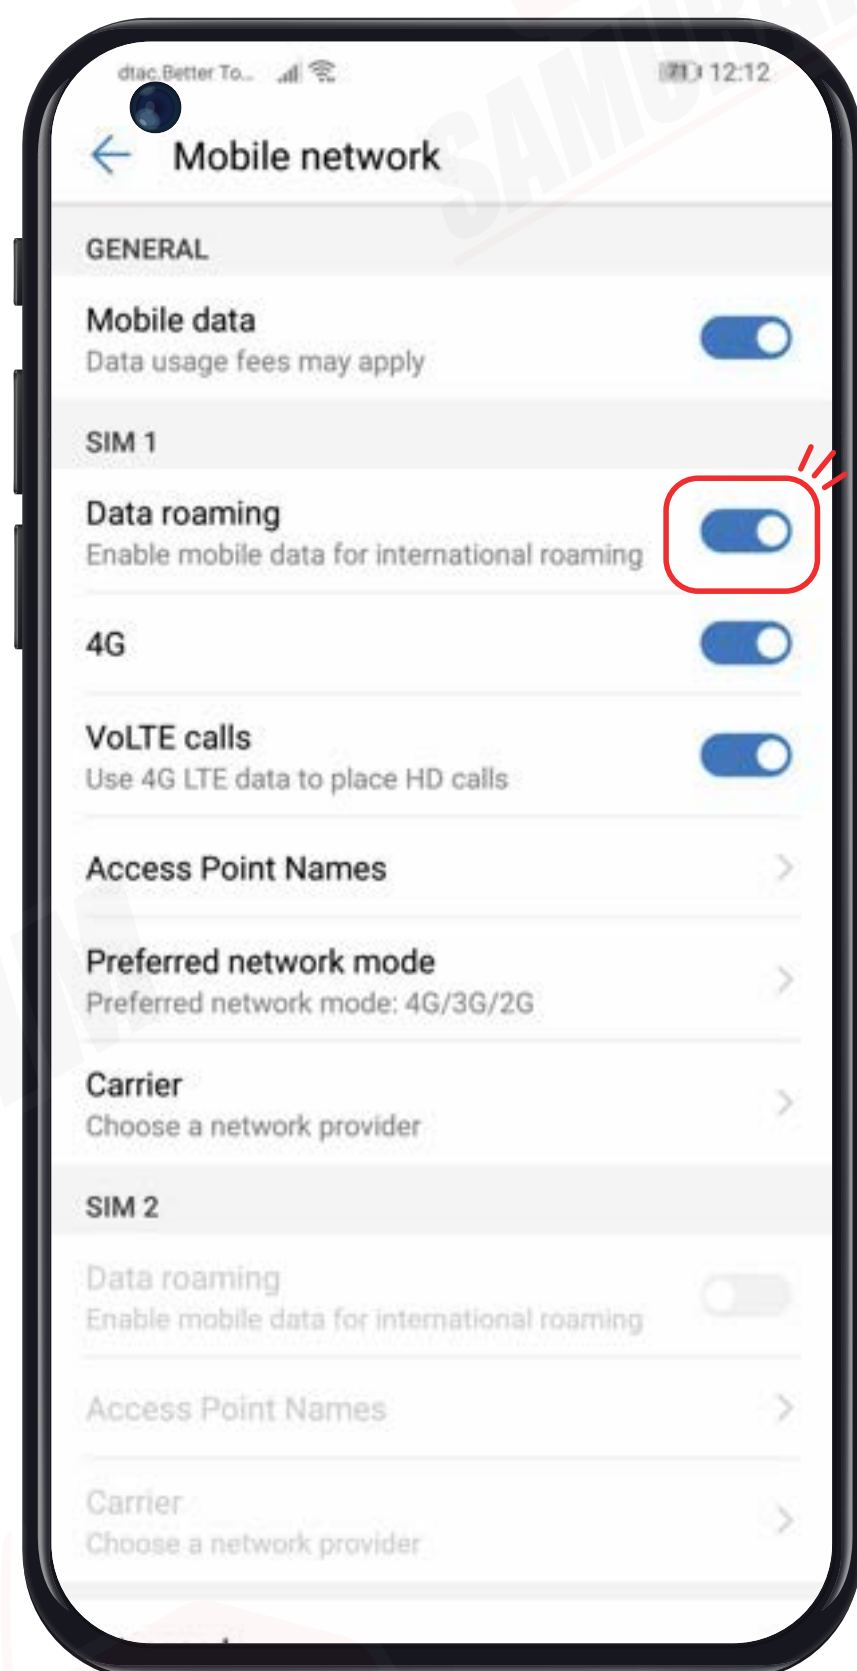 dtac.Better To... 71 12:12
Mobile network
GENERAL
Mobile data
Data usage fees may apply
SIM 1
Data roaming
Enable mobile data for international roaming
4G
VoLTE calls
Use 4G LTE data to place HD calls
Access Point Names
Preferred network mode
Preferred network mode: 4G/3G/2G
Carrier
Choose a network provider
SIM 2
Data roaming
Enable mobile data for international roaming
Access Point Names
Carrier
Choose a network provider